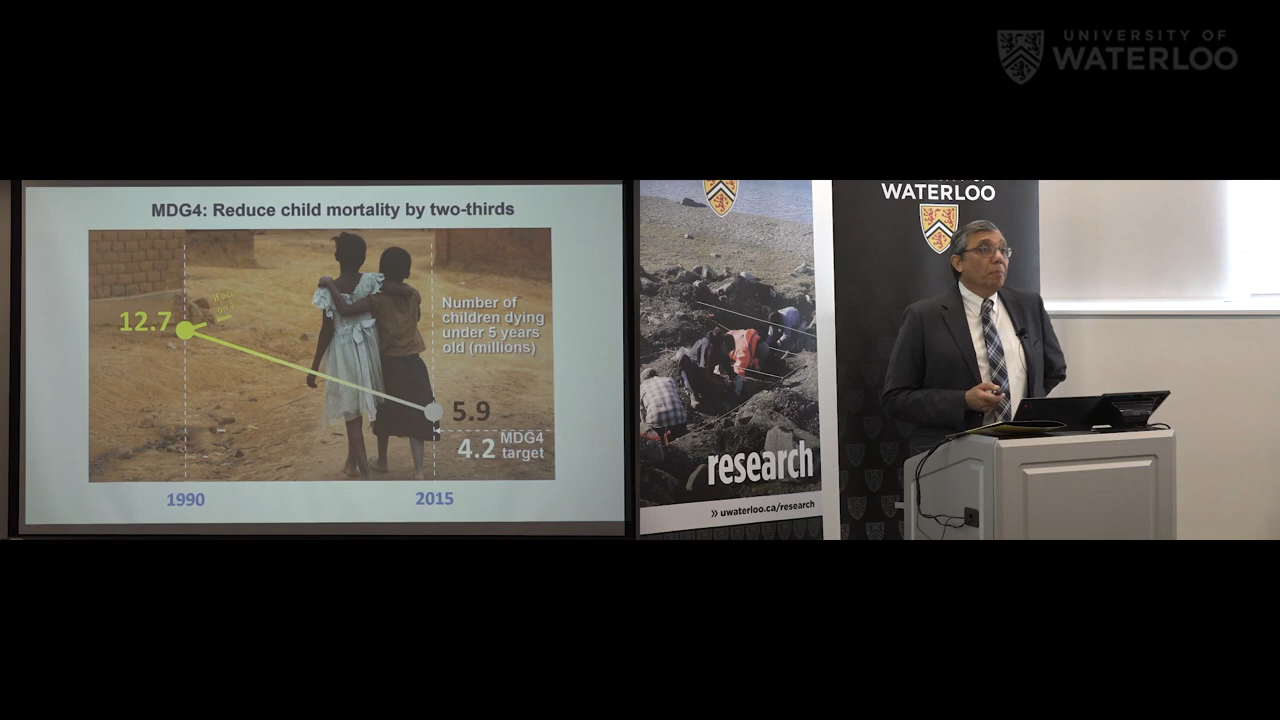 UNIVERSITY OF
WATERLOO
MDG4: Reduce child mortality by two-thirds
12.7
Number of
children dying
under 5 years
old (millions)
5.9
4.2 MDG4
target
1990
2015
research
» uwaterloo.ca/research
WATERLOO